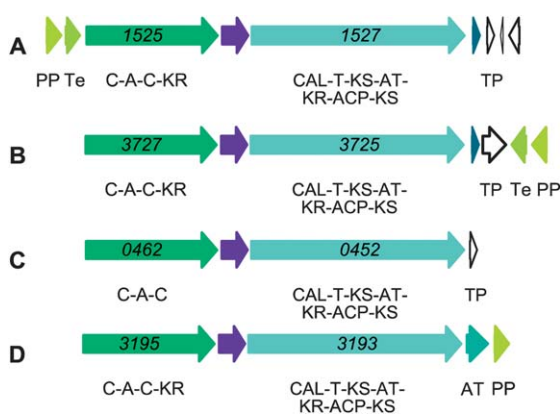 A 1525 1527
PP Te C-A-C-KR CAL-T-KS-AT- TP
KR-ACP-KS
B 3727 3725
C-A-C-KR CAL-T-KS-AT- TP Te PP
KR-ACP-KS
C 0462 0452
C-A-C CAL-T-KS-AT- TP
KR-ACP-KS
D 3195 3193
C-A-C-KR CAL-T-KS-AT- AT PP
KR-ACP-KS